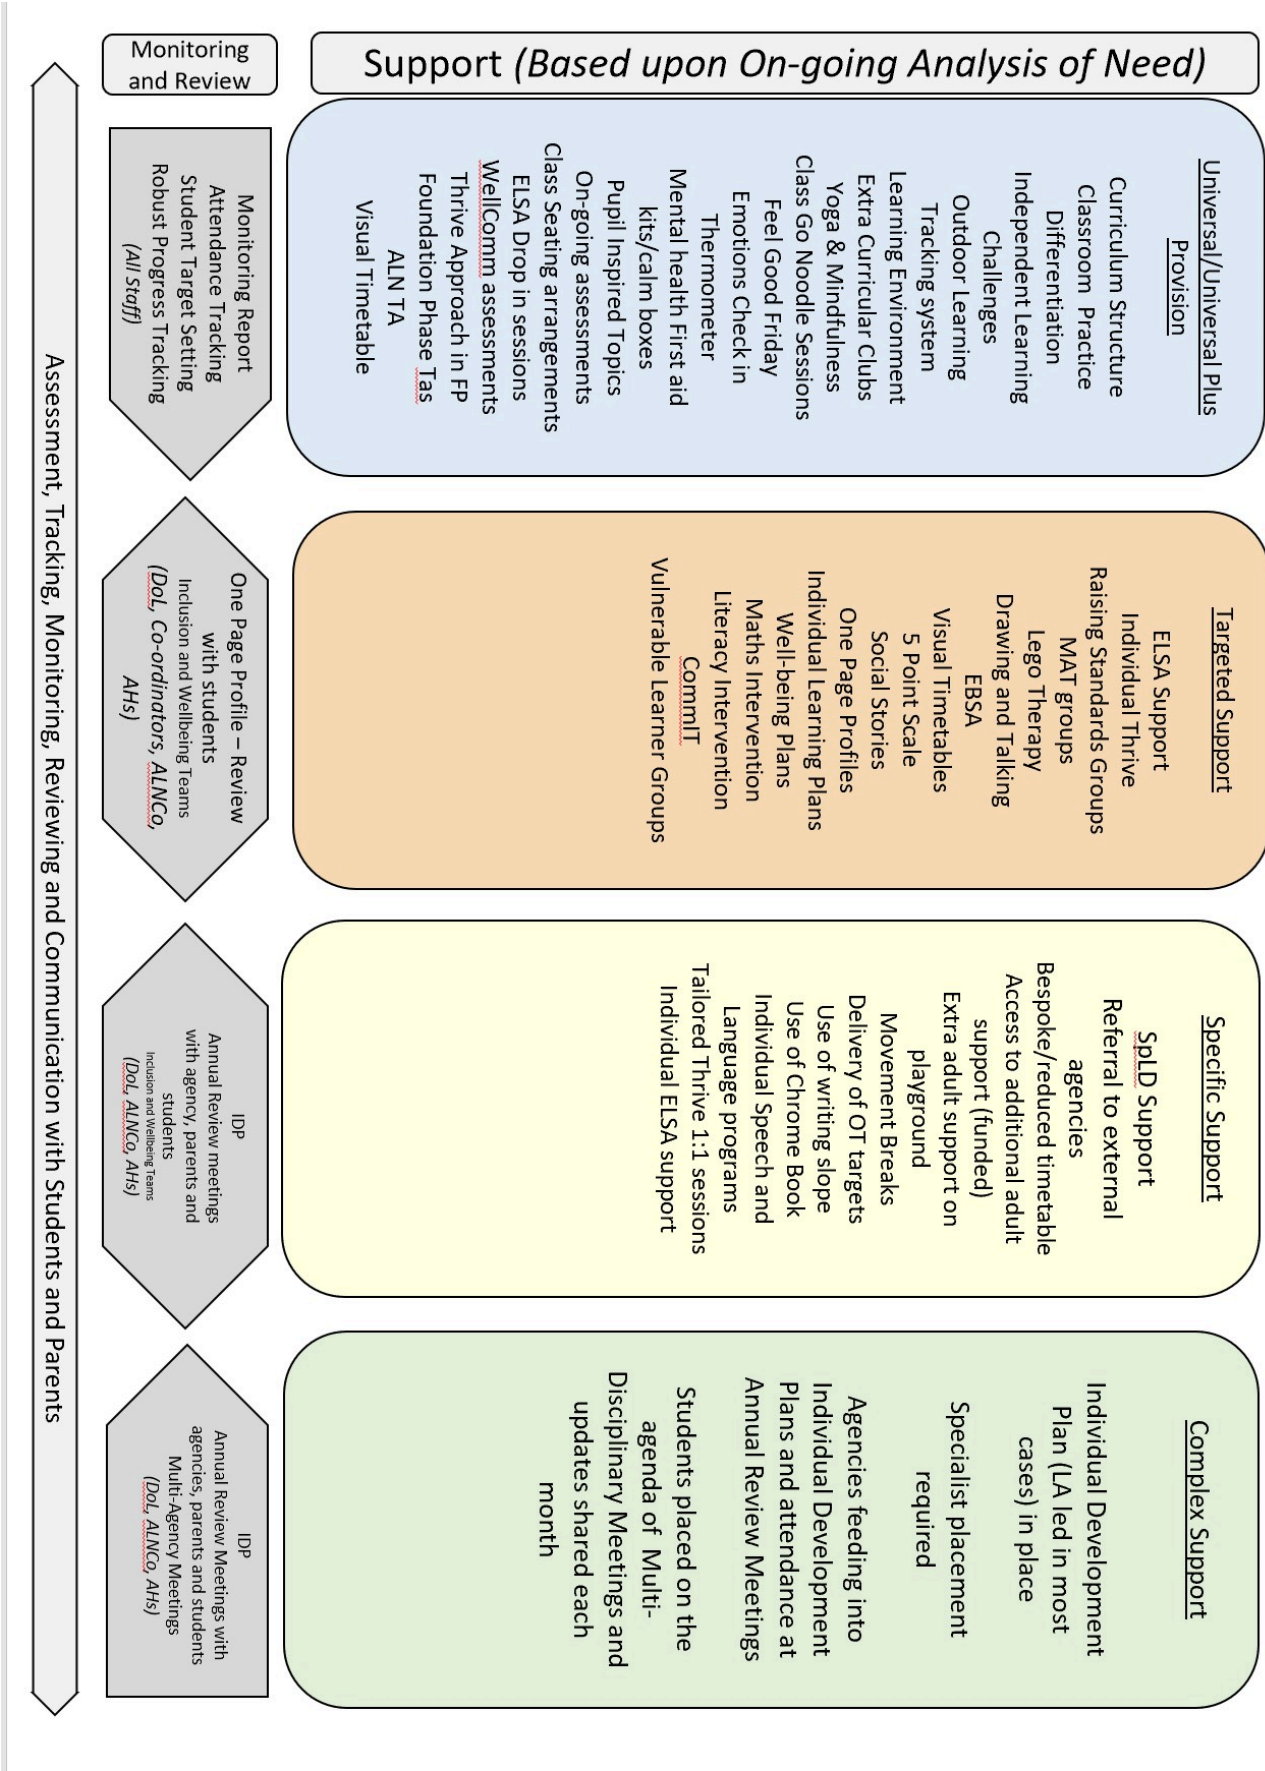 Monitoring
and Review
Support (Based upon On-going Analysis of Need)
Universal/Universal Plus
Provision
Curriculum Structure
Classroom Practice
Differentiation
Independent Learning
Challenges
Outdoor Learning
Tracking system
Learning Environment
Extra Curricular Clubs
Yoga & Mindfulness
Class Go Noodle Sessions
Feel Good Friday
Emotions Check in
Thermometer
Mental health First aid
kits/calm boxes
Pupil Inspired Topics
On-going assessments
Class Seating arrangements
ELSA Drop in sessions
WellComm assessments
Thrive Approach in FP
Foundation Phase Tas
ALN TA
Visual Timetable
Monitoring Report
Attendance Tracking
Student Target Setting
Robust Progress Tracking
(All Staff)
Targeted Support
ELSA Support
Individual Thrive
Raising Standards Groups
MAT groups
Lego Therapy
Drawing and Talking
EBSA
Visual Timetables
5 Point Scale
Social Stories
One Page Profiles
Individual Learning Plans
Well-being Plans
Maths Intervention
Literacy Intervention
CommIT
Vulnerable Learner Groups
One Page Profile – Review
with students
Inclusion and Wellbeing Teams
(DoL, Co-ordinators, ALNCo,
AHs)
Specific Support
SpLD Support
Referral to external
agencies
Bespoke/reduced timetable
Access to additional adult
support (funded)
Extra adult support on
playground
Movement Breaks
Delivery of OT targets
Use of writing slope
Use of Chrome Book
Individual Speech and
Language programs
Tailored Thrive 1:1 sessions
Individual ELSA support
IDP
Annual Review meetings
with agency, parents and
students
Inclusion and Wellbeing Teams
(DoL, ALNCo, AHs)
Complex Support
Individual Development
Plan (LA led in most
cases) in place
Specialist placement
required
Agencies feeding into
Individual Development
Plans and attendance at
Annual Review Meetings
Students placed on the
agenda of Multi-
Disciplinary Meetings and
updates shared each
month
IDP
Annual Review Meetings with
agencies, parents and students
Multi-Agency Meetings
(DoL, ALNCo, AHs)
Assessment, Tracking, Monitoring, Reviewing and Communication with Students and Parents